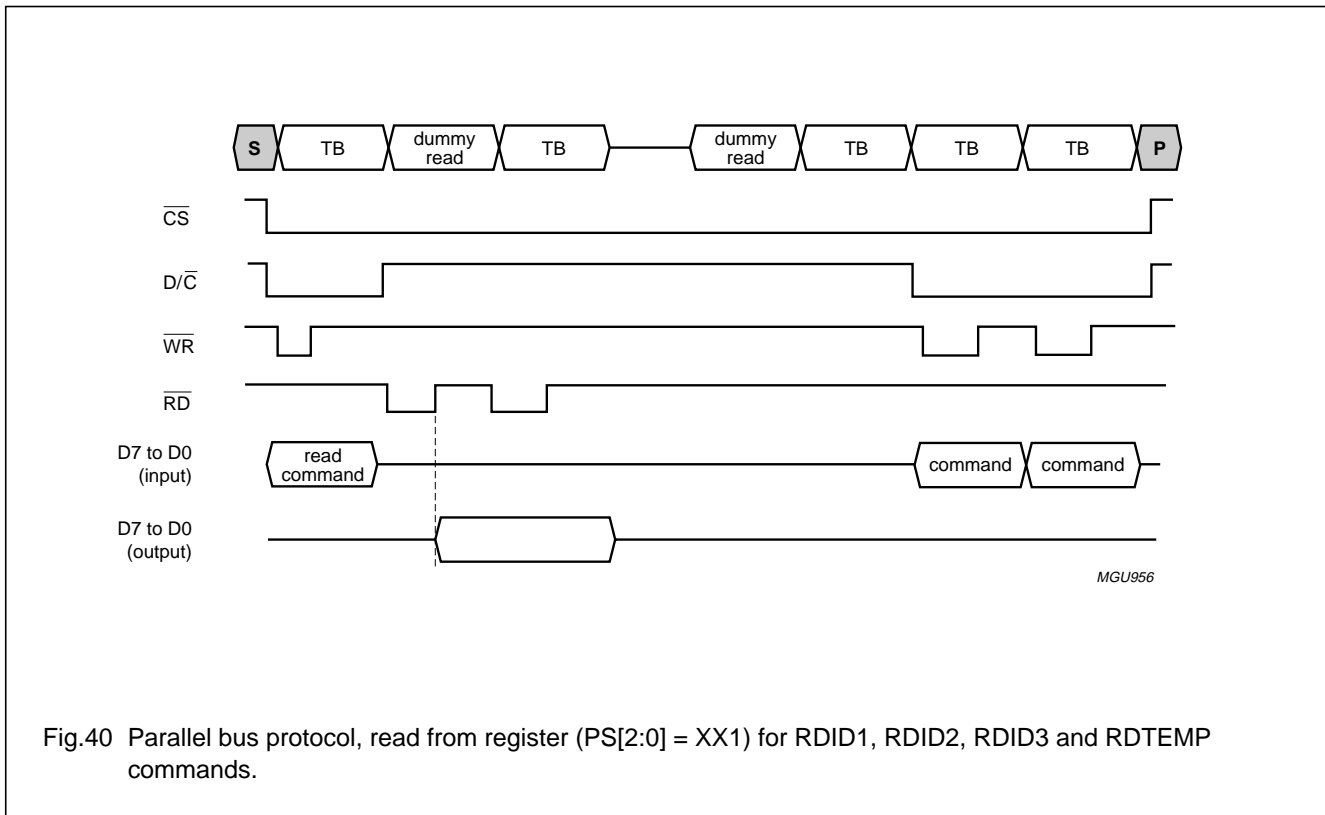 S TB dummy read TB dummy read TB TB TB P
CS
D/C
WR
RD
D7 to D0
(input)
read
command
command command
D7 to D0
(output)
MGU956
Fig.40 Parallel bus protocol, read from register (PS[2:0] = XX1) for RDID1, RDID2, RDID3 and RDTEMP
commands.